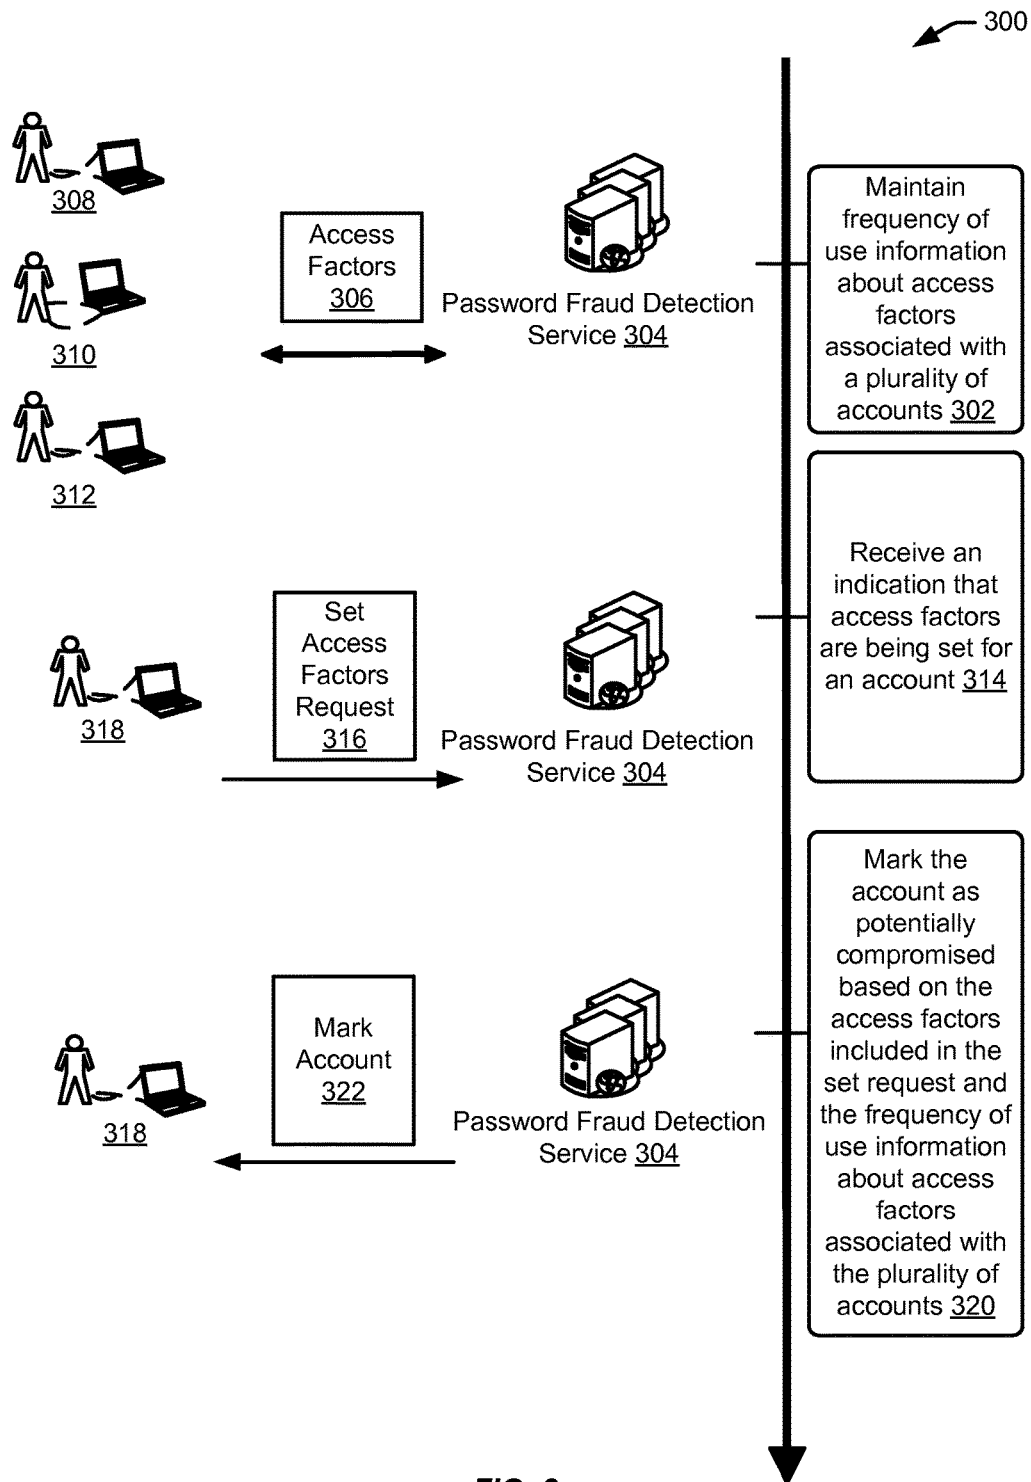 300
308
310
312
Access
Factors
306
Password Fraud Detection
Service 304
Maintain
frequency of
use information
about access
factors
associated with
a plurality of
accounts 302
318
Set
Access
Factors
Request
316
Password Fraud Detection
Service 304
Receive an
indication that
access factors
are being set for
an account 314
318
Mark
Account
322
Password Fraud Detection
Service 304
Mark the
account as
potentially
compromised
based on the
access factors
included in the
set request and
the frequency of
use information
about access
factors
associated with
the plurality of
accounts 320